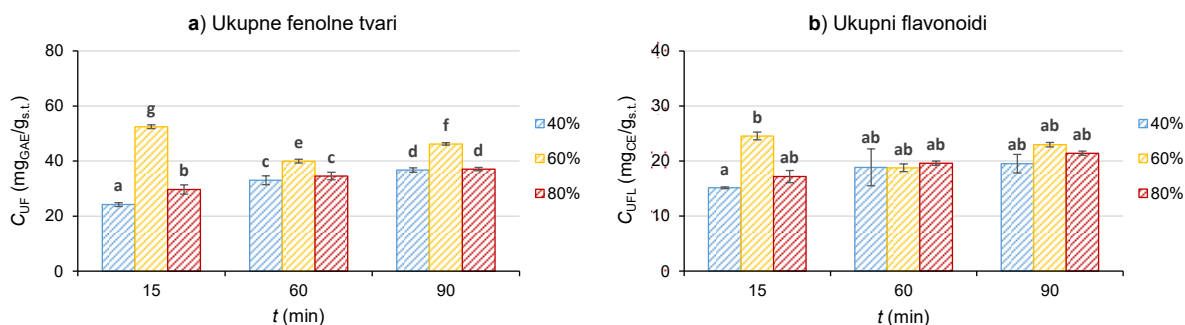 a) Ukupne fenolne tvari
80
60
40
20
0
C_UF (mg_GAE/g_s.t.)
a
g
b
c
e
c
d
f
d
15
60
90
t (min)
40%
60%
80%
b) Ukupni flavonoidi
40
30
20
10
0
C_UFL (mg_CE/g_s.t.)
a
b
ab
ab
ab
ab
ab
ab
ab
15
60
90
t (min)
40%
60%
80%